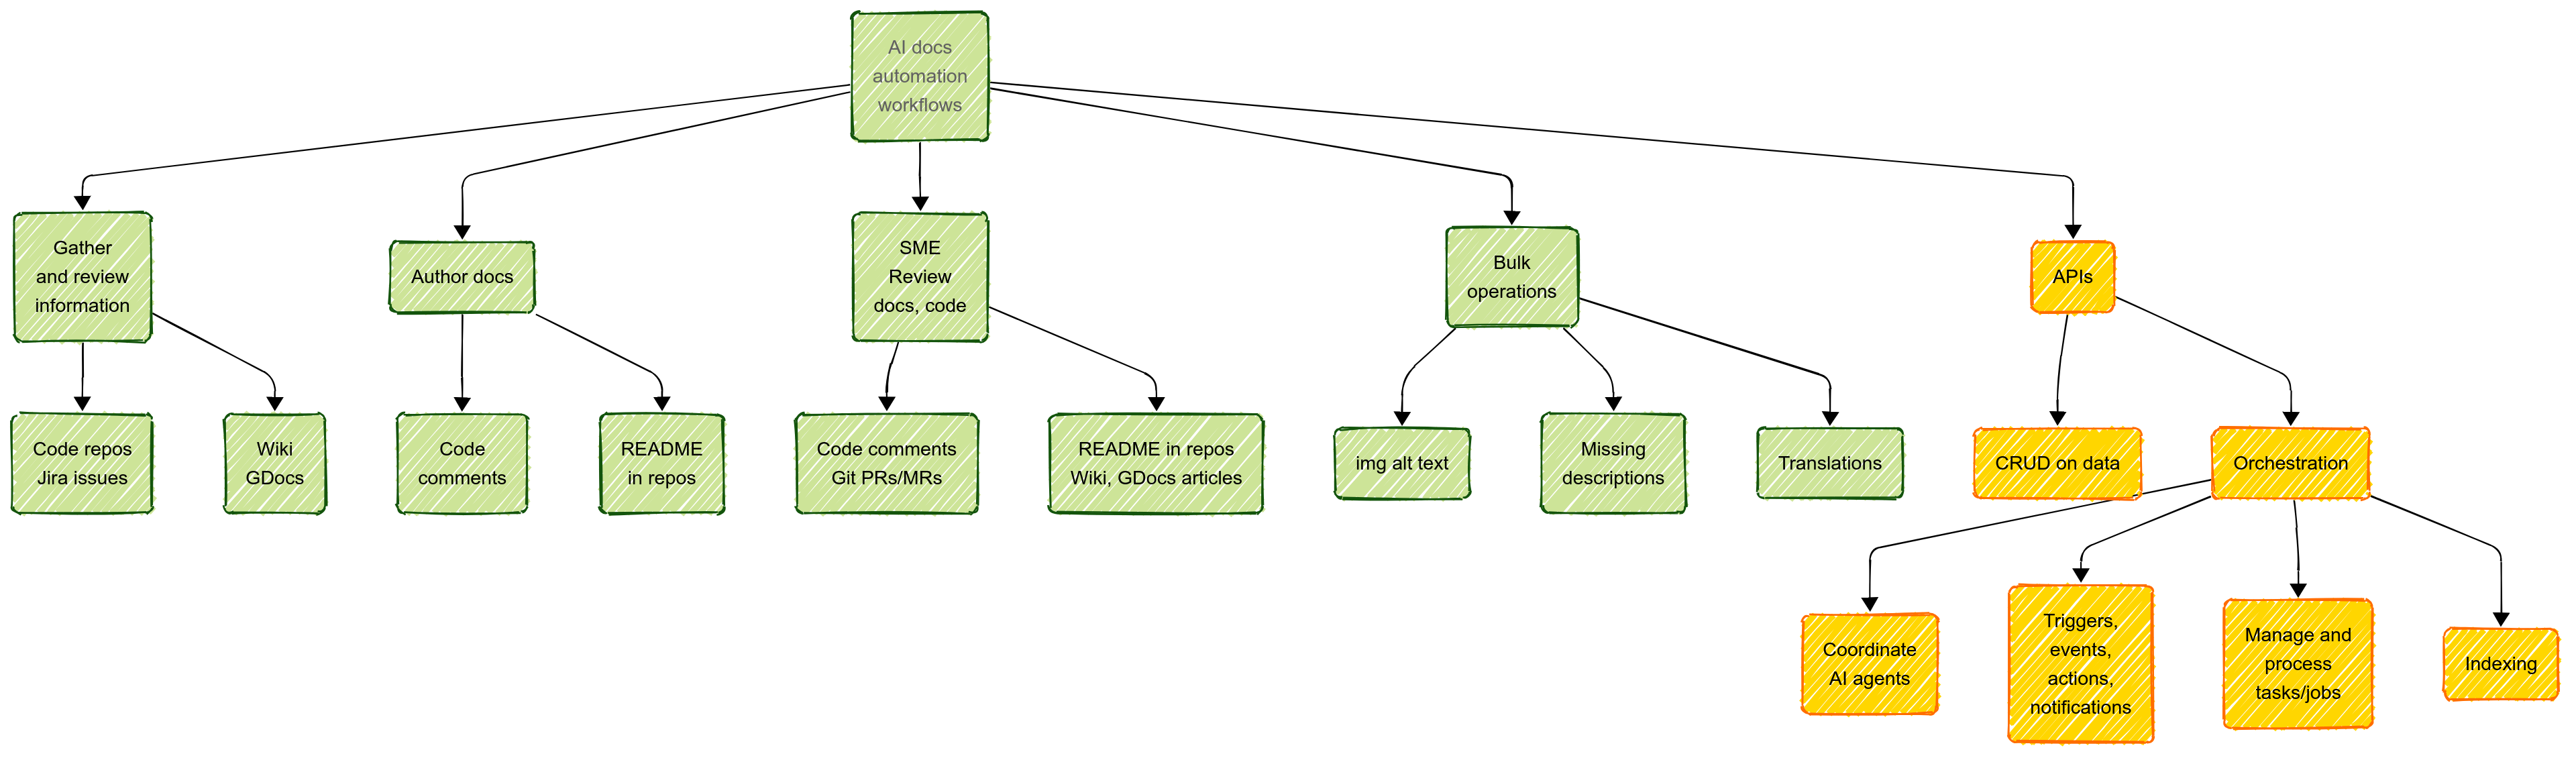 AI docs
automation
workflows
Gather
and review
information
Author docs
SME
Review
docs, code
Bulk
operations
APIs
Code repos
Jira issues
Wiki
GDocs
Code
comments
README
in repos
Code comments
Git PRs/MRs
README in repos
Wiki, GDocs articles
img alt text
Missing
descriptions
Translations
CRUD on data
Orchestration
Coordinate
AI agents
Triggers,
events,
actions,
notifications
Manage and
process
tasks/jobs
Indexing